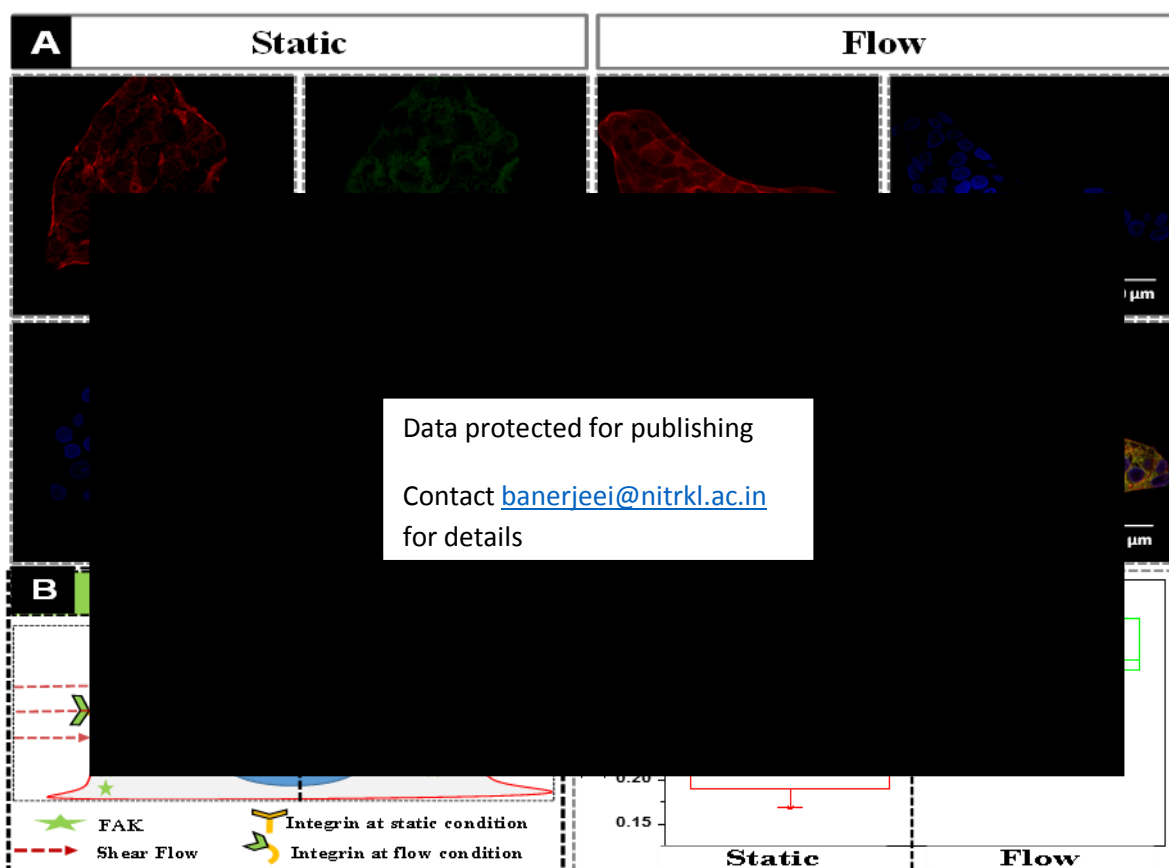 A
Static
Flow
µm
Data protected for publishing
Contact banerjeei@nitrkl.ac.in
for details
µm
B
0.20
0.15
FAK
Integrin at static condition
Shear Flow
Integrin at flow condition
Static
Flow